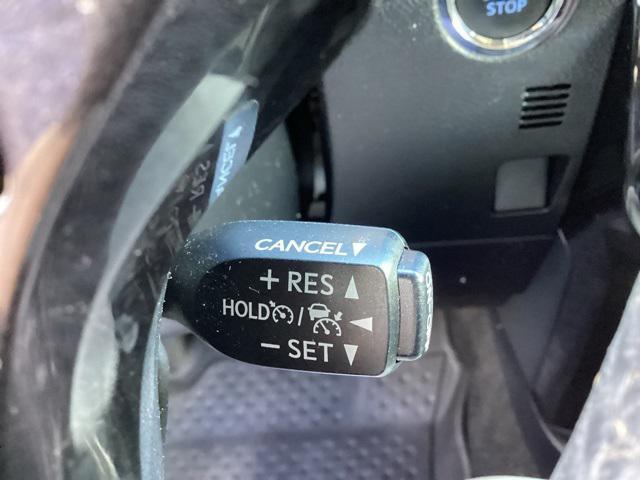 STOP
CANCEL▼
+ RES ▲
HOLD / ◀
− SET ▼